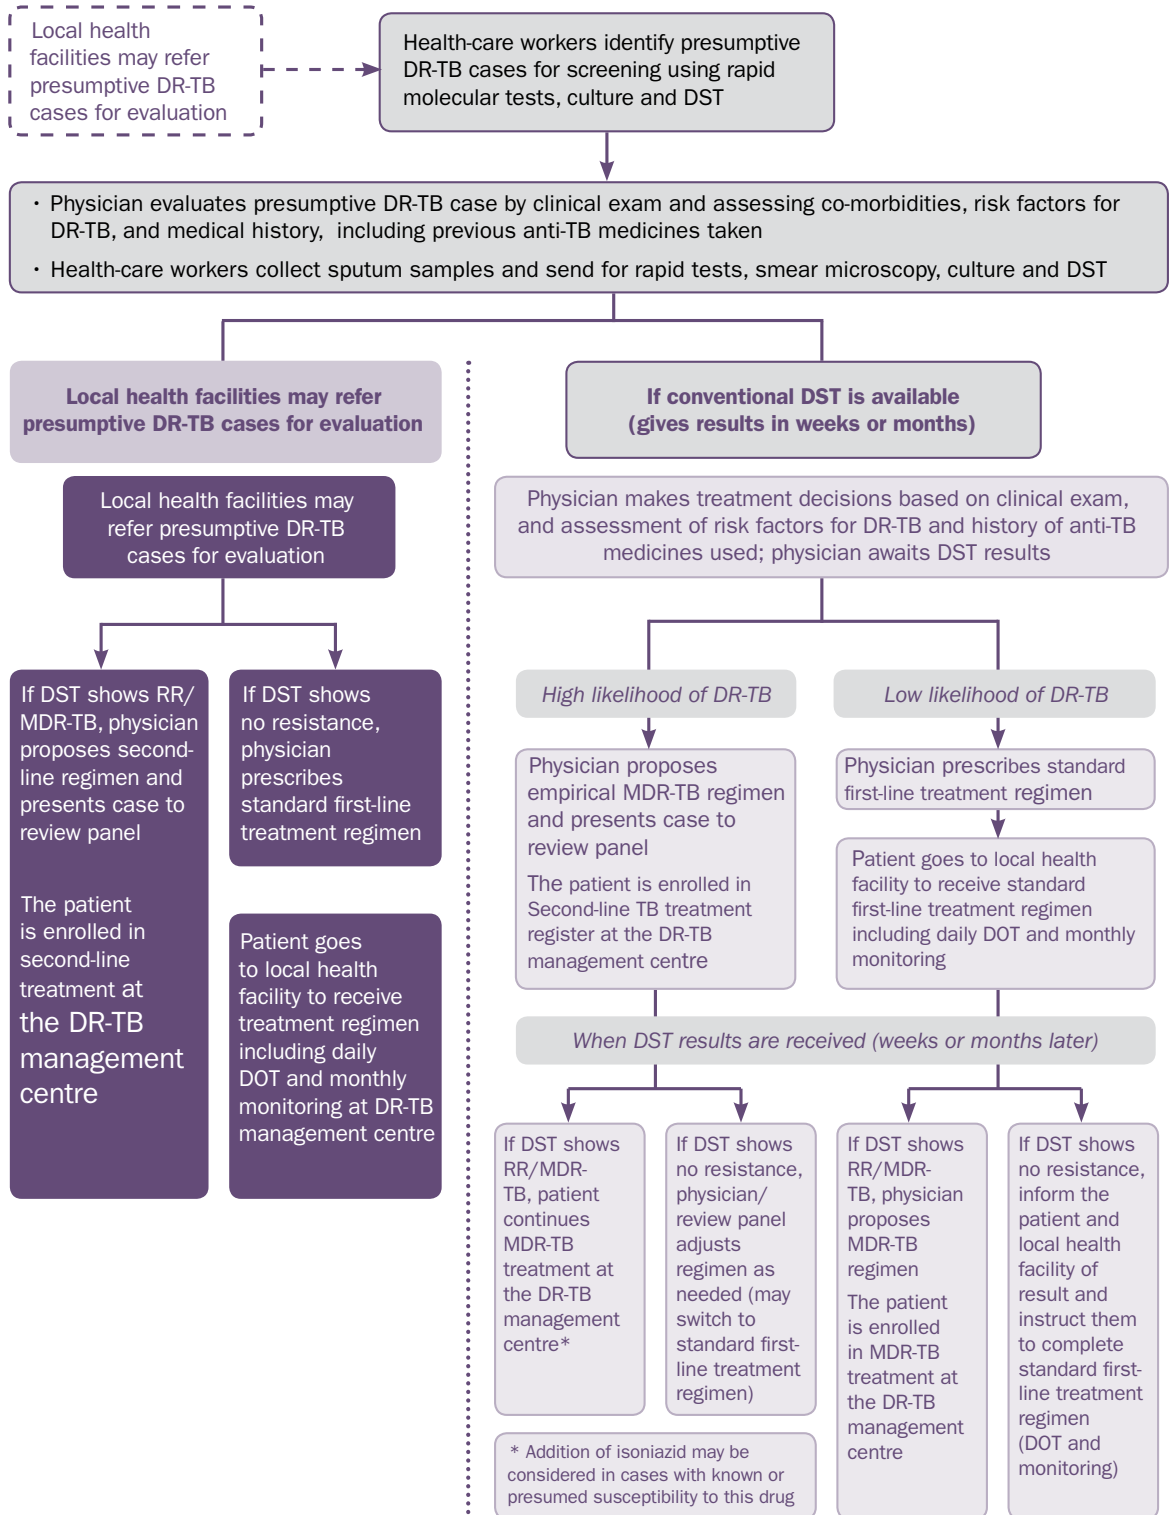 Local health
facilities may refer
presumptive DR-TB
cases for evaluation
Health-care workers identify presumptive
DR-TB cases for screening using rapid
molecular tests, culture and DST
· Physician evaluates presumptive DR-TB case by clinical exam and assessing co-morbidities, risk factors for
DR-TB, and medical history, including previous anti-TB medicines taken
· Health-care workers collect sputum samples and send for rapid tests, smear microscopy, culture and DST
Local health facilities may refer
presumptive DR-TB cases for evaluation
Local health facilities may
refer presumptive DR-TB
cases for evaluation
If DST shows RR/
MDR-TB, physician
proposes second-
line regimen and
presents case to
review panel
The patient
is enrolled in
second-line
treatment at
the DR-TB
management
centre
If DST shows
no resistance,
physician
prescribes
standard first-line
treatment regimen
Patient goes
to local health
facility to receive
treatment regimen
including daily
DOT and monthly
monitoring at DR-TB
management centre
If conventional DST is available
(gives results in weeks or months)
Physician makes treatment decisions based on clinical exam,
and assessment of risk factors for DR-TB and history of anti-TB
medicines used; physician awaits DST results
High likelihood of DR-TB
Physician proposes
empirical MDR-TB regimen
and presents case to
review panel
The patient is enrolled in
Second-line TB treatment
register at the DR-TB
management centre
Low likelihood of DR-TB
Physician prescribes standard
first-line treatment regimen
Patient goes to local health
facility to receive standard
first-line treatment regimen
including daily DOT and monthly
monitoring
When DST results are received (weeks or months later)
If DST shows
RR/MDR-
TB, patient
continues
MDR-TB
treatment at
the DR-TB
management
centre*
If DST shows
no resistance,
physician/
review panel
adjusts
regimen as
needed (may
switch to
standard first-
line treatment
regimen)
* Addition of isoniazid may be
considered in cases with known or
presumed susceptibility to this drug
If DST shows
RR/MDR-
TB, physician
proposes
MDR-TB
regimen
The patient
is enrolled
in MDR-TB
treatment at
the DR-TB
management
centre
If DST shows
no resistance,
inform the
patient and
local health
facility of
result and
instruct them
to complete
standard first-
line treatment
regimen
(DOT and
monitoring)